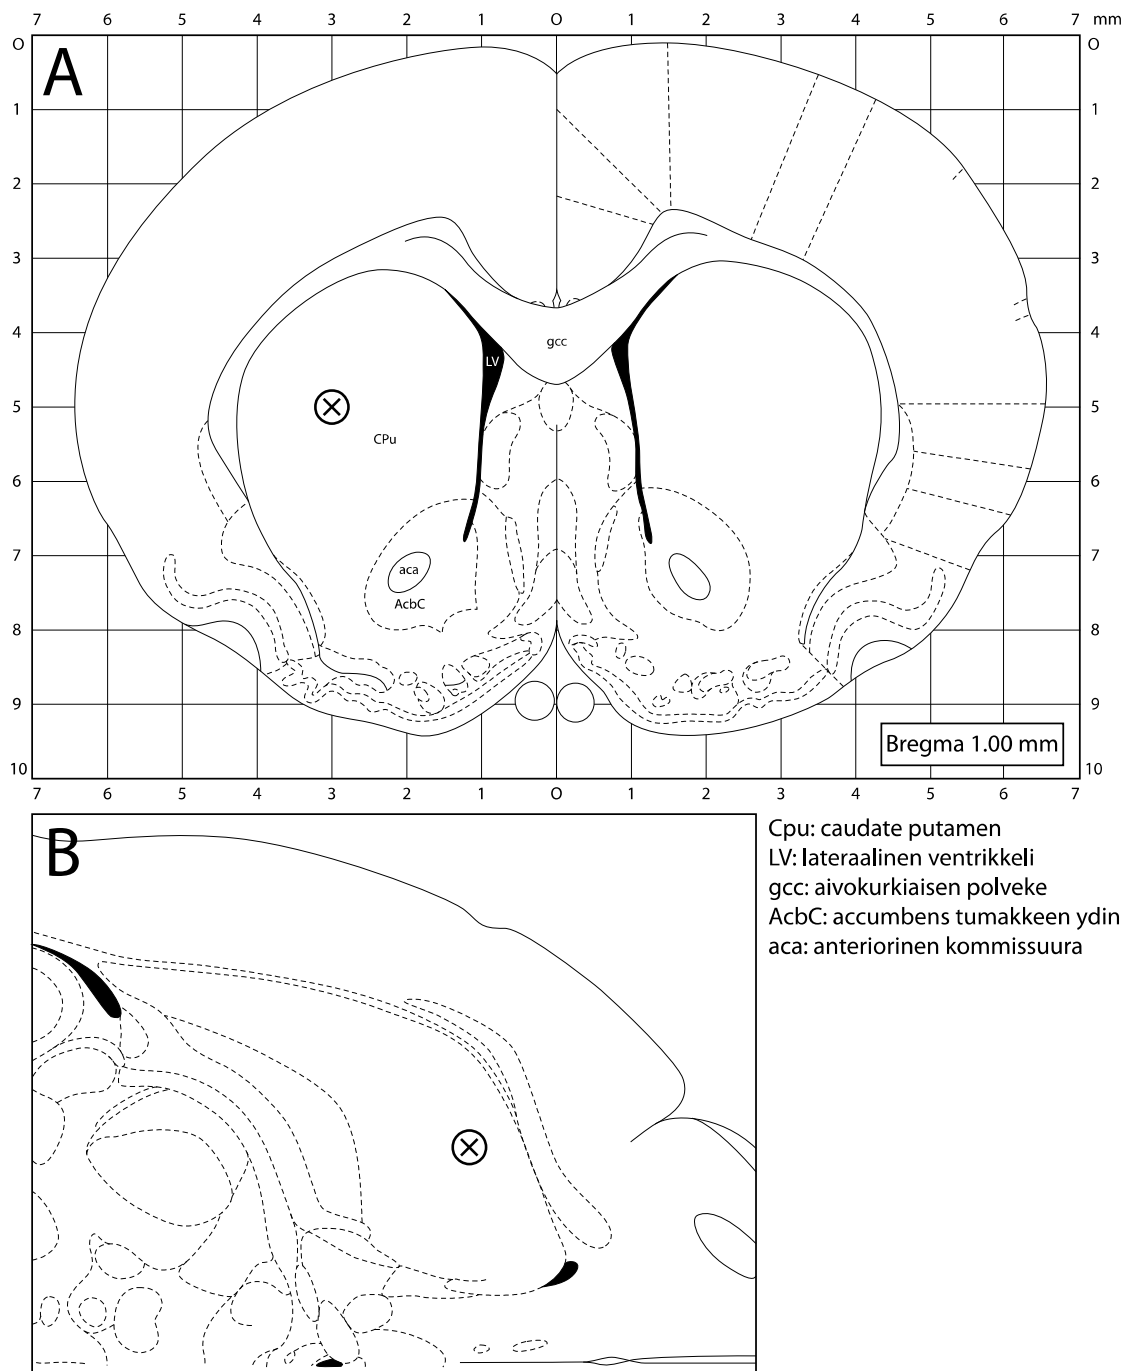 7 6 5 4 3 2 1 O 1 2 3 4 5 6 7 mm
O A O
1 1
2 2
3 3
4 gcc 4
LV
5 5
CPu
6 6
7 7
aca
AcbC
8 8
9 9
Bregma 1.00 mm
10 10
7 6 5 4 3 2 1 O 1 2 3 4 5 6 7
B
Cpu: caudate putamen
LV: lateraalinen ventrikkeli
gcc: aivokurkiaisen polveke
AcbC: accumbens tumakkeen ydin
aca: anteriorinen kommissuura